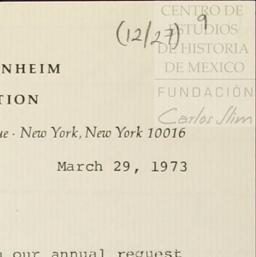 CENTRO DE
ESTUDIOS
DE HISTORIA
DE MEXICO
FUNDACIÓN
Carlos Slim
(12/27) 9
NHEIM
TION
ue · New York, New York 10016
March 29, 1973
our annual request